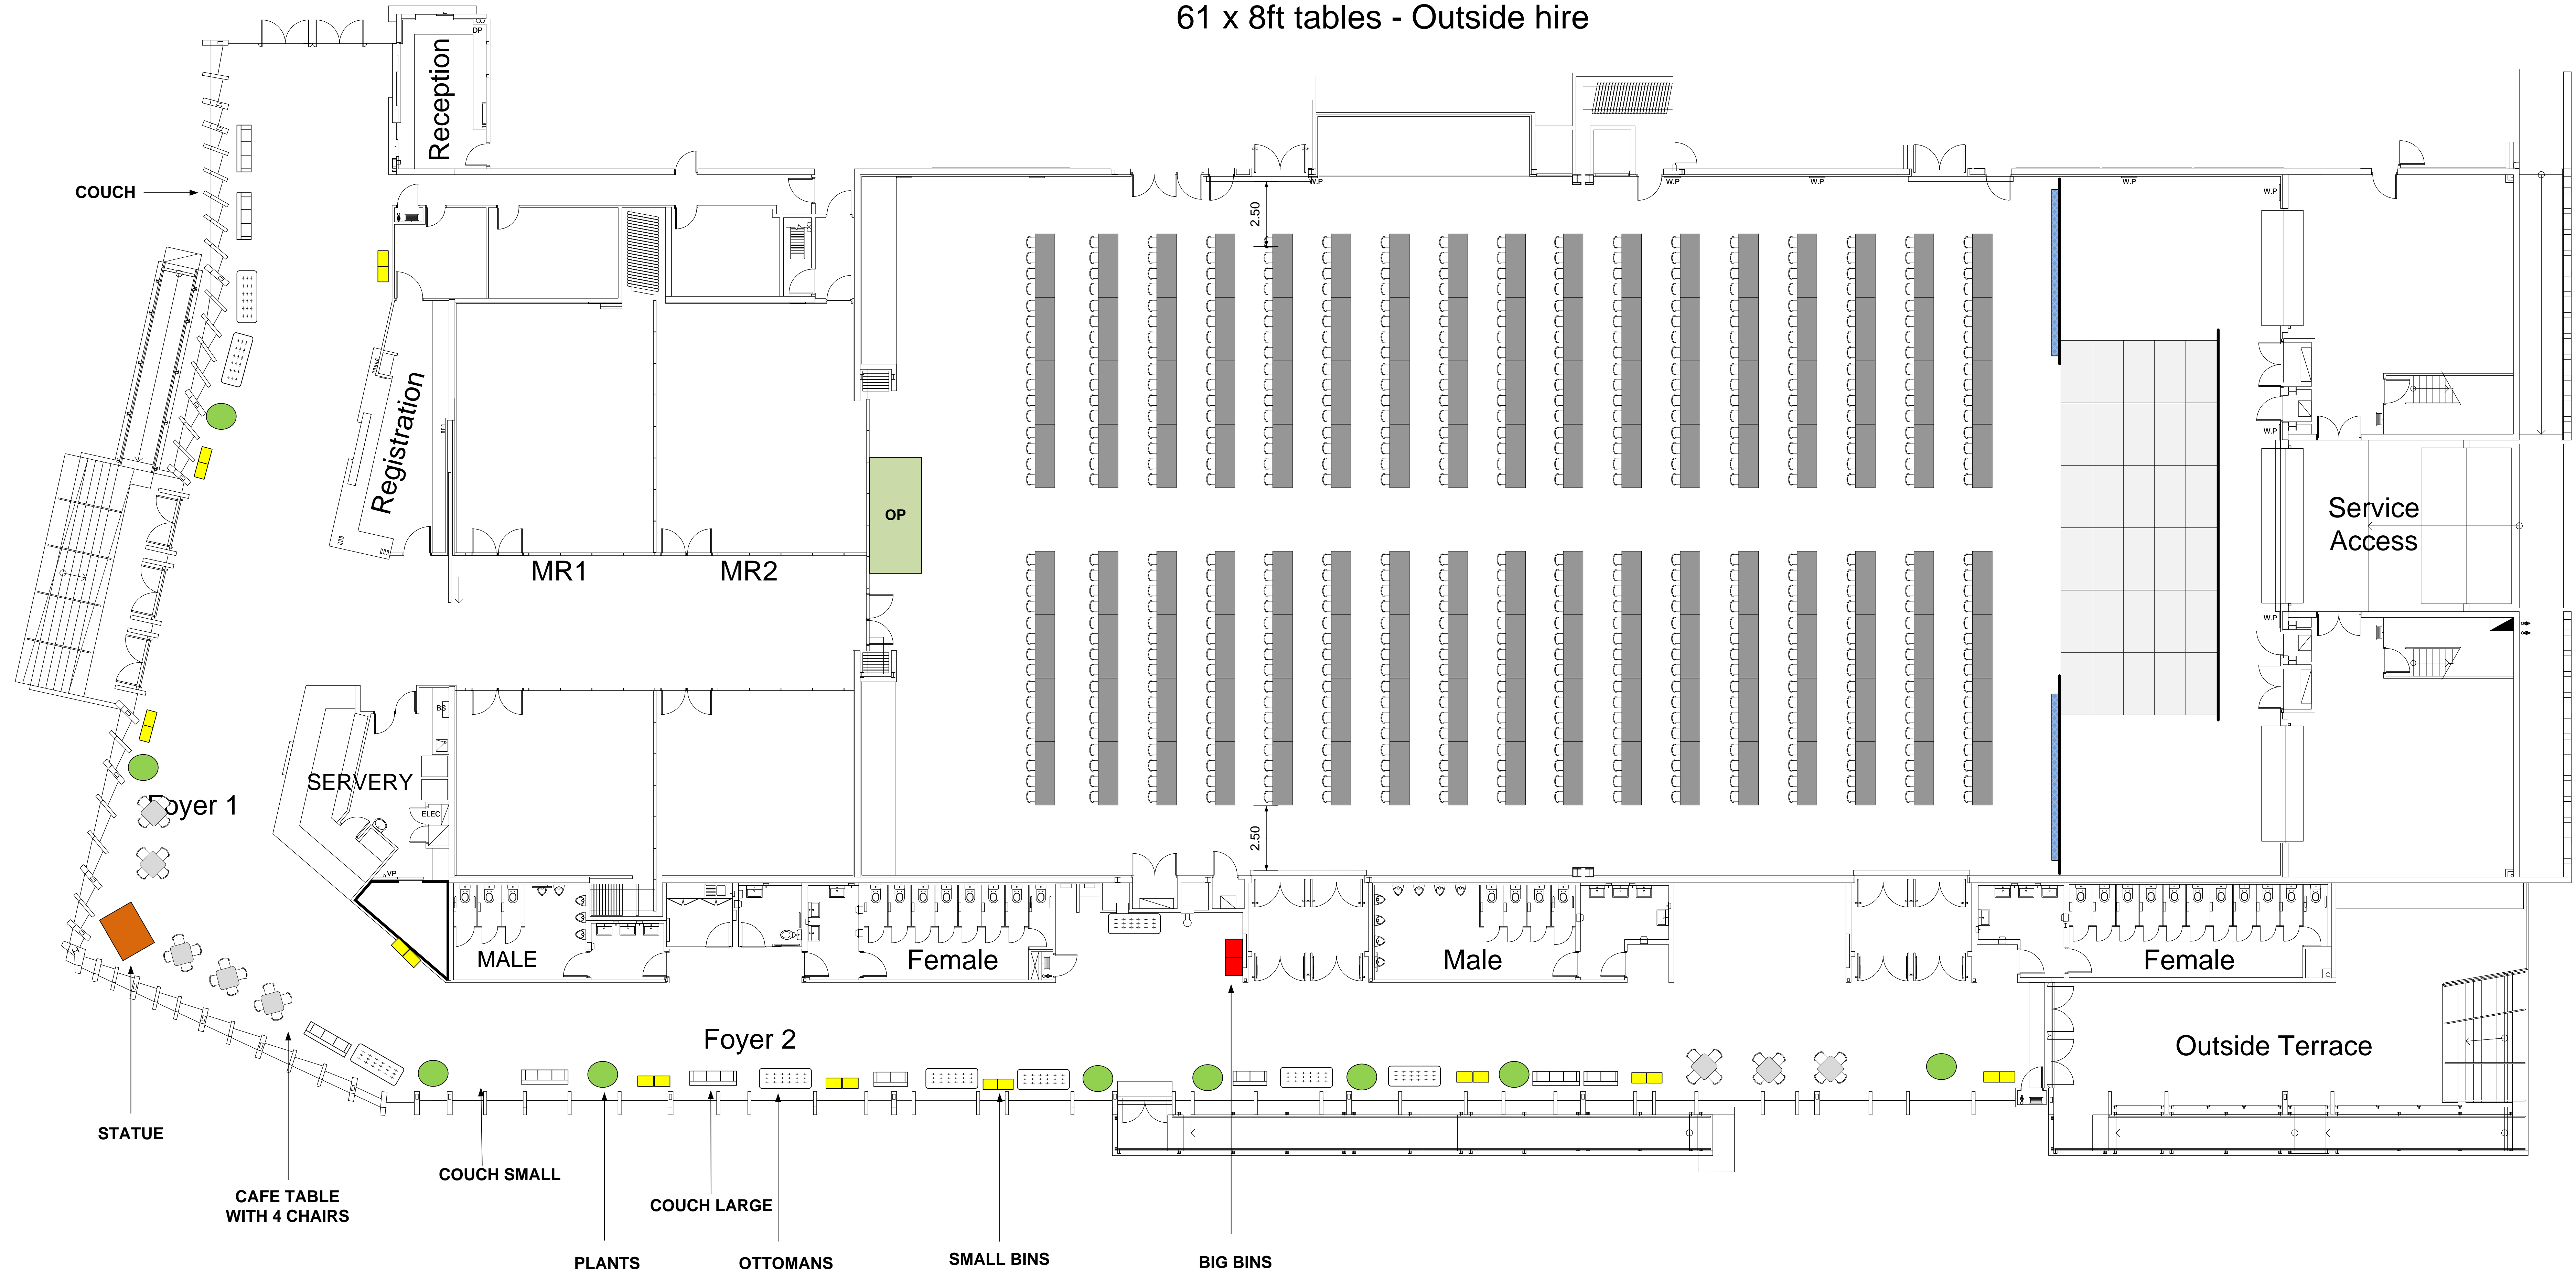 61 x 8ft tables - Outside hire
DP
Reception
COUCH
W.P
W.P
W.P
W.P
W.P
2.50
Registration
W.P
OP
Service
Access
MR1
MR2
W.P
BS
SERVERY
Foyer 1
ELEC
2.50
VP
MALE
Female
Male
Female
Foyer 2
Outside Terrace
STATUE
COUCH SMALL
CAFE TABLE
WITH 4 CHAIRS
COUCH LARGE
PLANTS
OTTOMANS
SMALL BINS
BIG BINS